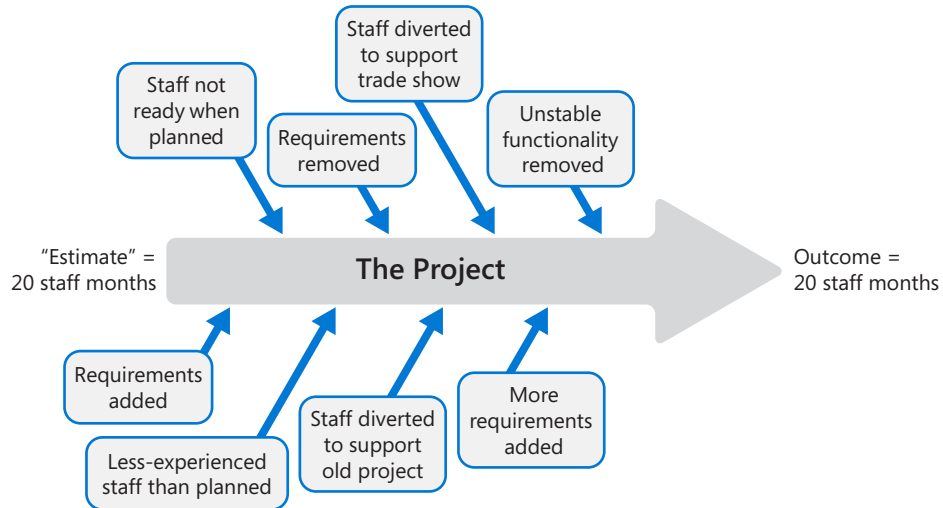 Staff diverted
to support
trade show
Staff not
ready when
planned
Requirements
removed
Unstable
functionality
removed
“Estimate” =
20 staff months
The Project
Outcome =
20 staff months
Requirements
added
Less-experienced
staff than planned
Staff diverted
to support
old project
More
requirements
added